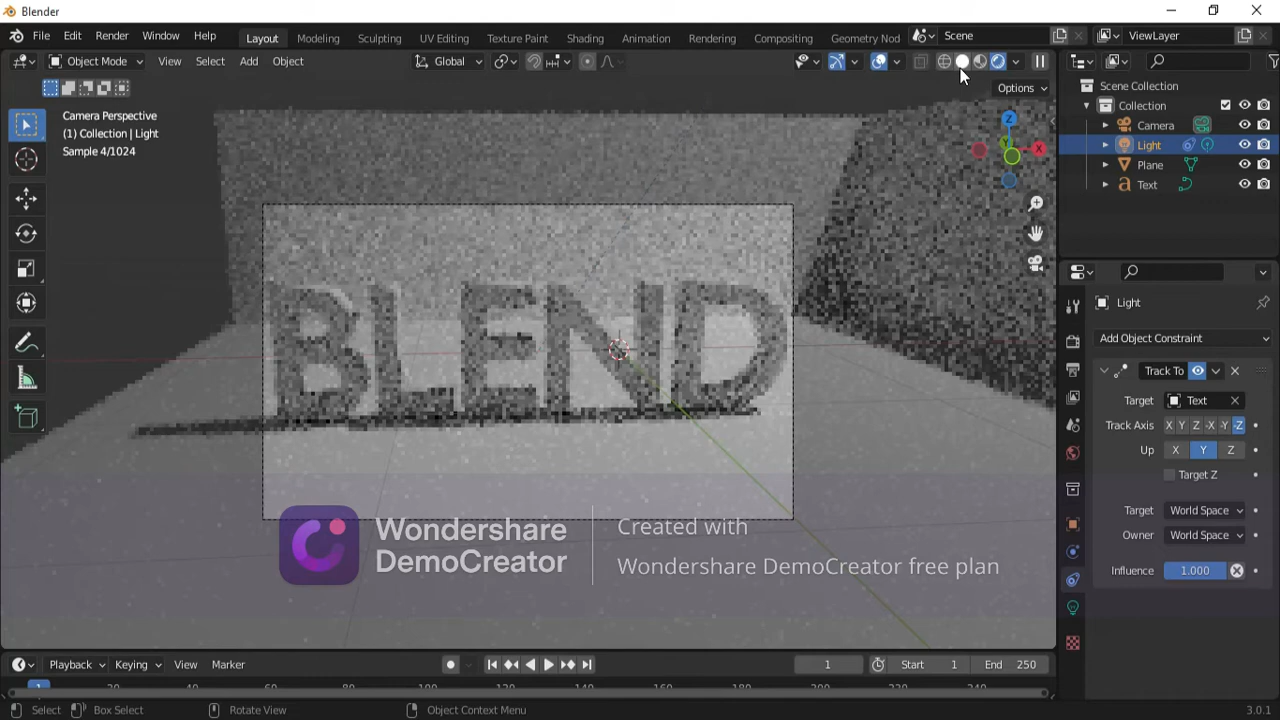 Blender
File Edit Render Window Help
Layout Modeling Sculpting UV Editing Texture Paint Shading Animation Rendering Compositing Geometry Nod
Scene
ViewLayer
Object Mode
View Select Add Object
Global
Options
Camera Perspective
(1) Collection | Light
Sample 4/1024
Z
X
Scene Collection
Collection
Camera
Light
Plane
Text
Light
Add Object Constraint
Track To
Target Text
Track Axis X Y Z -X -Y -Z
Up X Y Z
Target Z
Target World Space
Owner World Space
Influence 1.000
BLEND
Wondershare
DemoCreator
Created with
Wondershare DemoCreator free plan
Playback Keying View Marker
1
Start 1
End 250
1
Select Box Select Rotate View Object Context Menu
3.0.1